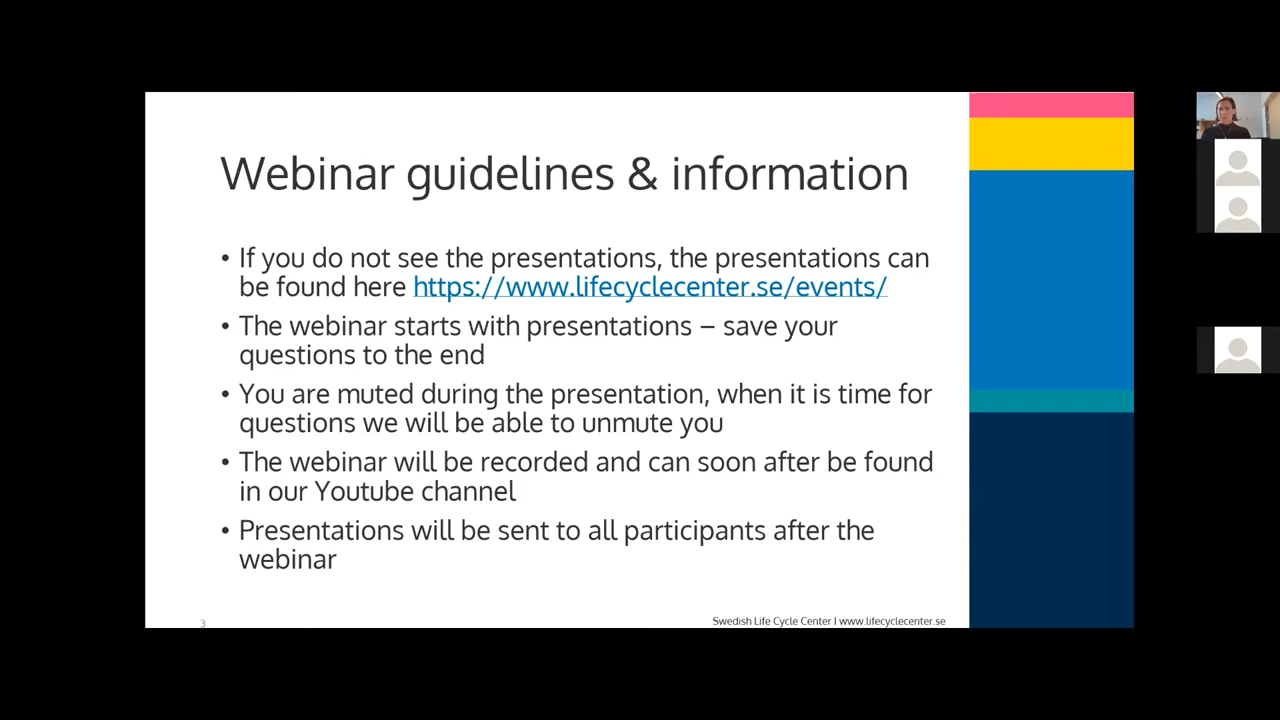 Webinar guidelines & information
• If you do not see the presentations, the presentations can
be found here https://www.lifecyclecenter.se/events/
• The webinar starts with presentations – save your
questions to the end
• You are muted during the presentation, when it is time for
questions we will be able to unmute you
• The webinar will be recorded and can soon after be found
in our Youtube channel
• Presentations will be sent to all participants after the
webinar
3
Swedish Life Cycle Center I www.lifecyclecenter.se